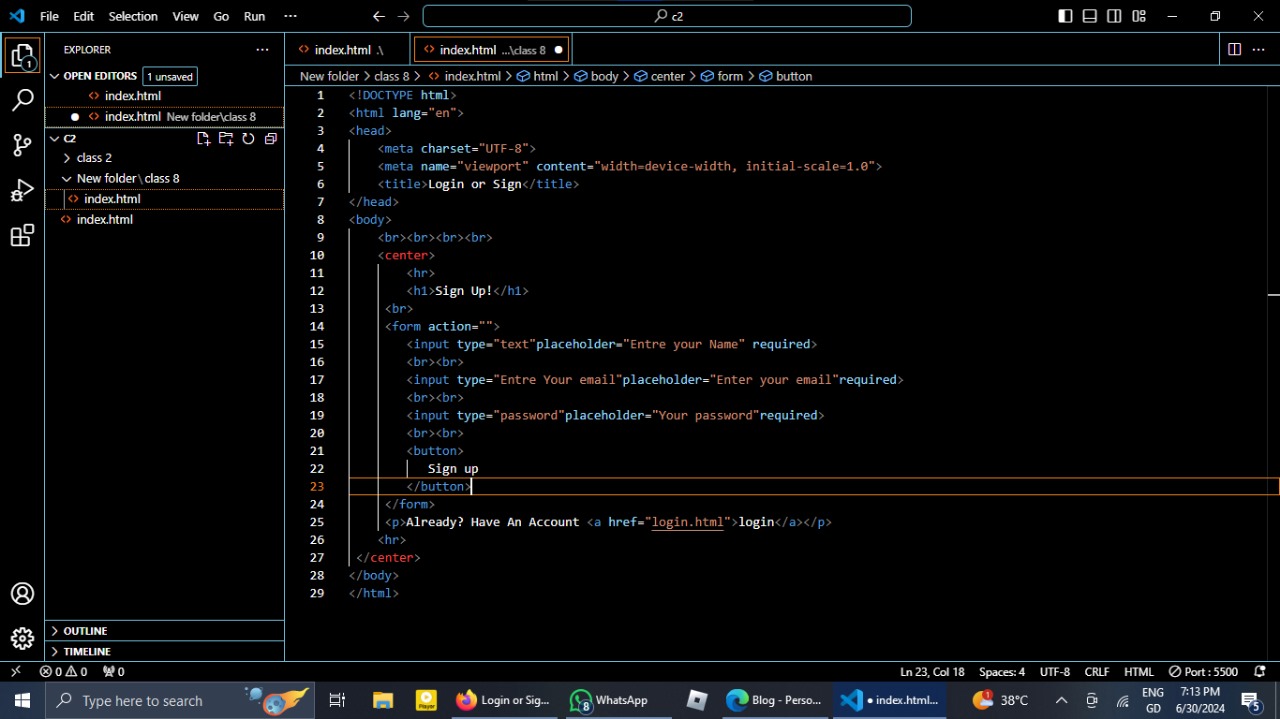 File Edit Selection View Go Run ··· c2
EXPLORER ···
index.html .\
index.html ...\class 8
OPEN EDITORS 1 unsaved
index.html
index.html New folder\class 8
C2
class 2
New folder \ class 8
index.html
index.html
OUTLINE
TIMELINE
New folder > class 8 > index.html > html > body > center > form > button
1 <!DOCTYPE html>
2 <html lang="en">
3 <head>
4 <meta charset="UTF-8">
5 <meta name="viewport" content="width=device-width, initial-scale=1.0">
6 <title>Login or Sign</title>
7 </head>
8 <body>
9 <br><br><br><br>
10 <center>
11 <hr>
12 <h1>Sign Up!</h1>
13 <br>
14 <form action="">
15 <input type="text"placeholder="Entre your Name" required>
16 <br><br>
17 <input type="Entre Your email"placeholder="Enter your email"required>
18 <br><br>
19 <input type="password"placeholder="Your password"required>
20 <br><br>
21 <button>
22 Sign up
23 </button>
24 </form>
25 <p>Already? Have An Account <a href="login.html">login</a></p>
26 <hr>
27 </center>
28 </body>
29 </html>
0 0 0 Ln 23, Col 18 Spaces: 4 UTF-8 CRLF HTML Port : 5500
Type here to search Player Login or Sig... 8 WhatsApp Blog - Perso... • index.html... 1 38°C ENG 7:13 PM
GD 6/30/2024 5